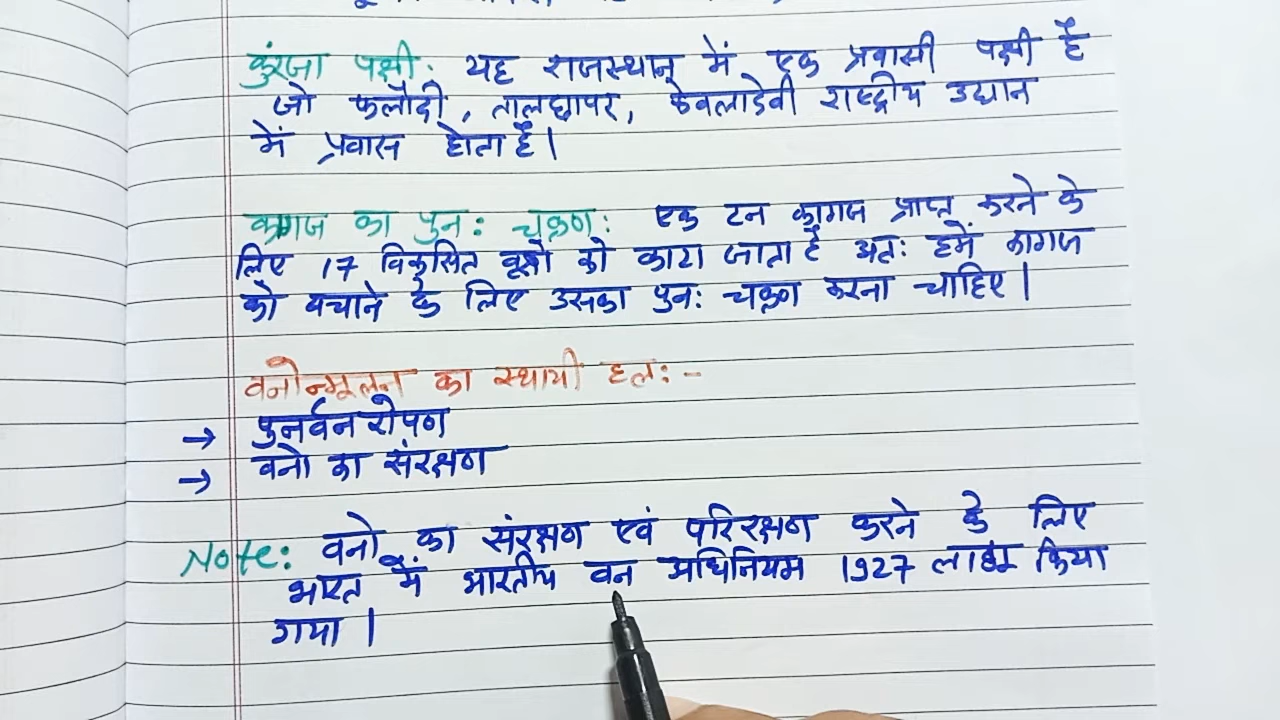 कुंरजा पक्षी: यह राजस्थान में एक प्रवासी पक्षी है
जो फलौदी, तालछापर, केवलादेवी राष्ट्रीय उद्यान
में प्रवास होता है।
कागज का पुन: चक्रण: एक टन कागज प्राप्त करने के
लिए 17 विकसित वृक्षो को काटा जाता है अत: हमें कागज
को बचाने के लिए उसका पुन: चक्रण करना चाहिए।
वनोन्मूलन का स्थायी हल:-
→ पुनर्वनरोपण
→ वनो का संरक्षण
Note: वनो का संरक्षण एवं परिरक्षण करने के लिए
भारत में भारतीय वन अधिनियम 1927 लागू किया
गया।